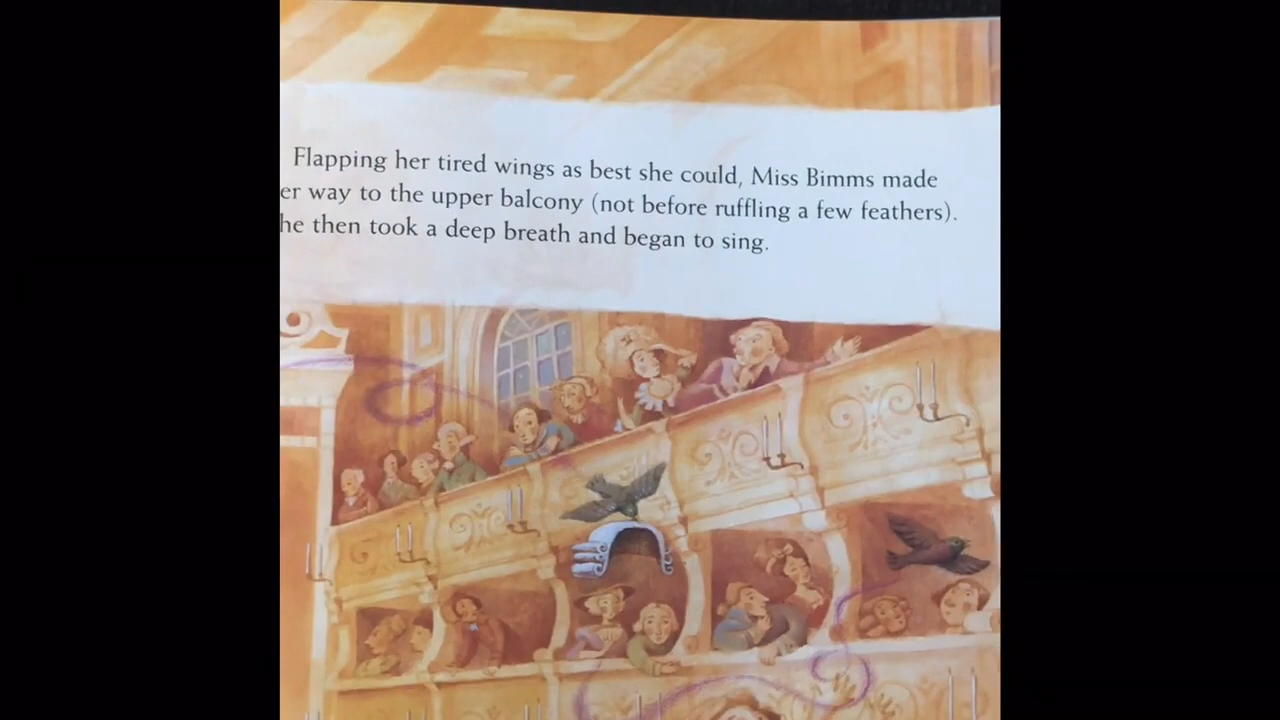 Flapping her tired wings as best she could, Miss Bimms made
er way to the upper balcony (not before ruffling a few feathers).
he then took a deep breath and began to sing.